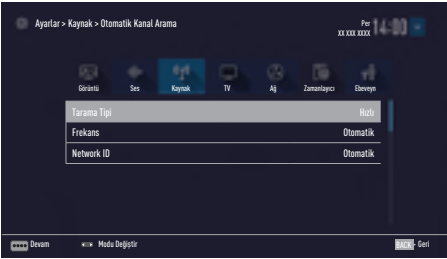 Ayarlar > Kaynak > Otomatik Kanal Arama
Per
xx xxx xxxx
14:00
Görüntü Ses Kaynak TV Ağ Zamanlayıcı Ebeveyn
Tarama Tipi Hızlı
Frekans Otomatik
Network ID Otomatik
Devam Modu Değiştir BACK - Geri